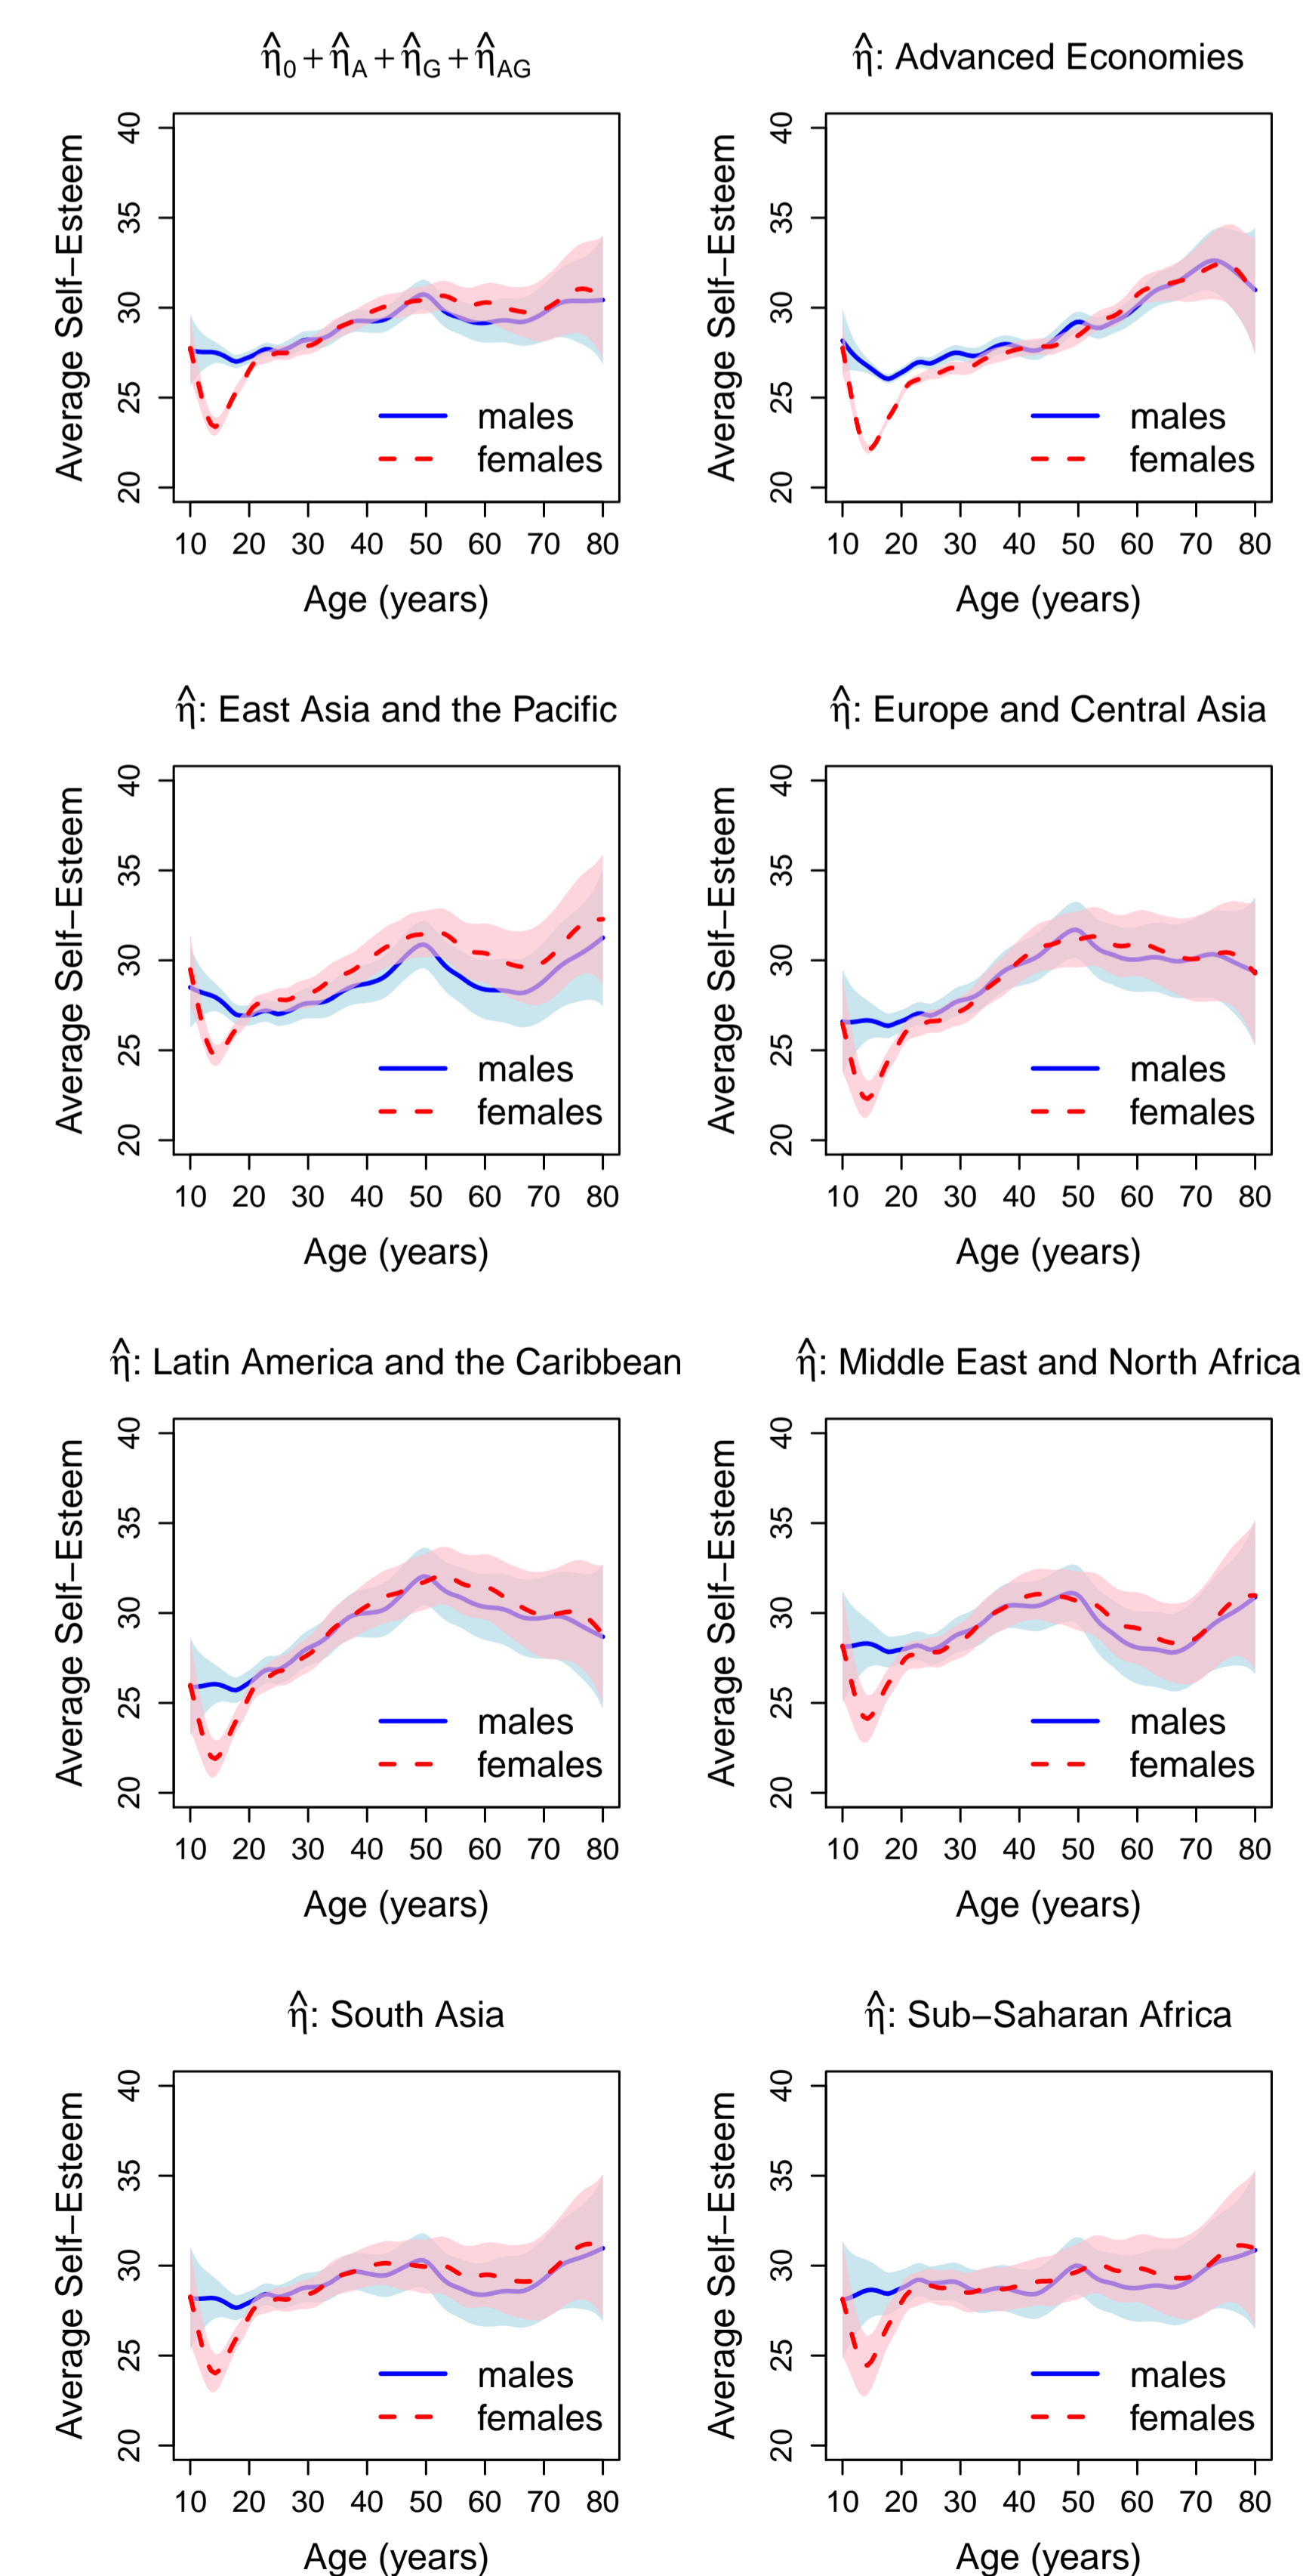 η̂₀+η̂_A+η̂_G+η̂_AG
Average Self−Esteem
40
35
30
25
20
males
females
10 20 30 40 50 60 70 80
Age (years)
η̂: Advanced Economies
Average Self−Esteem
40
35
30
25
20
males
females
10 20 30 40 50 60 70 80
Age (years)
η̂: East Asia and the Pacific
Average Self−Esteem
40
35
30
25
20
males
females
10 20 30 40 50 60 70 80
Age (years)
η̂: Europe and Central Asia
Average Self−Esteem
40
35
30
25
20
males
females
10 20 30 40 50 60 70 80
Age (years)
η̂: Latin America and the Caribbean
Average Self−Esteem
40
35
30
25
20
males
females
10 20 30 40 50 60 70 80
Age (years)
η̂: Middle East and North Africa
Average Self−Esteem
40
35
30
25
20
males
females
10 20 30 40 50 60 70 80
Age (years)
η̂: South Asia
Average Self−Esteem
40
35
30
25
20
males
females
10 20 30 40 50 60 70 80
Age (years)
η̂: Sub−Saharan Africa
Average Self−Esteem
40
35
30
25
20
males
females
10 20 30 40 50 60 70 80
Age (years)